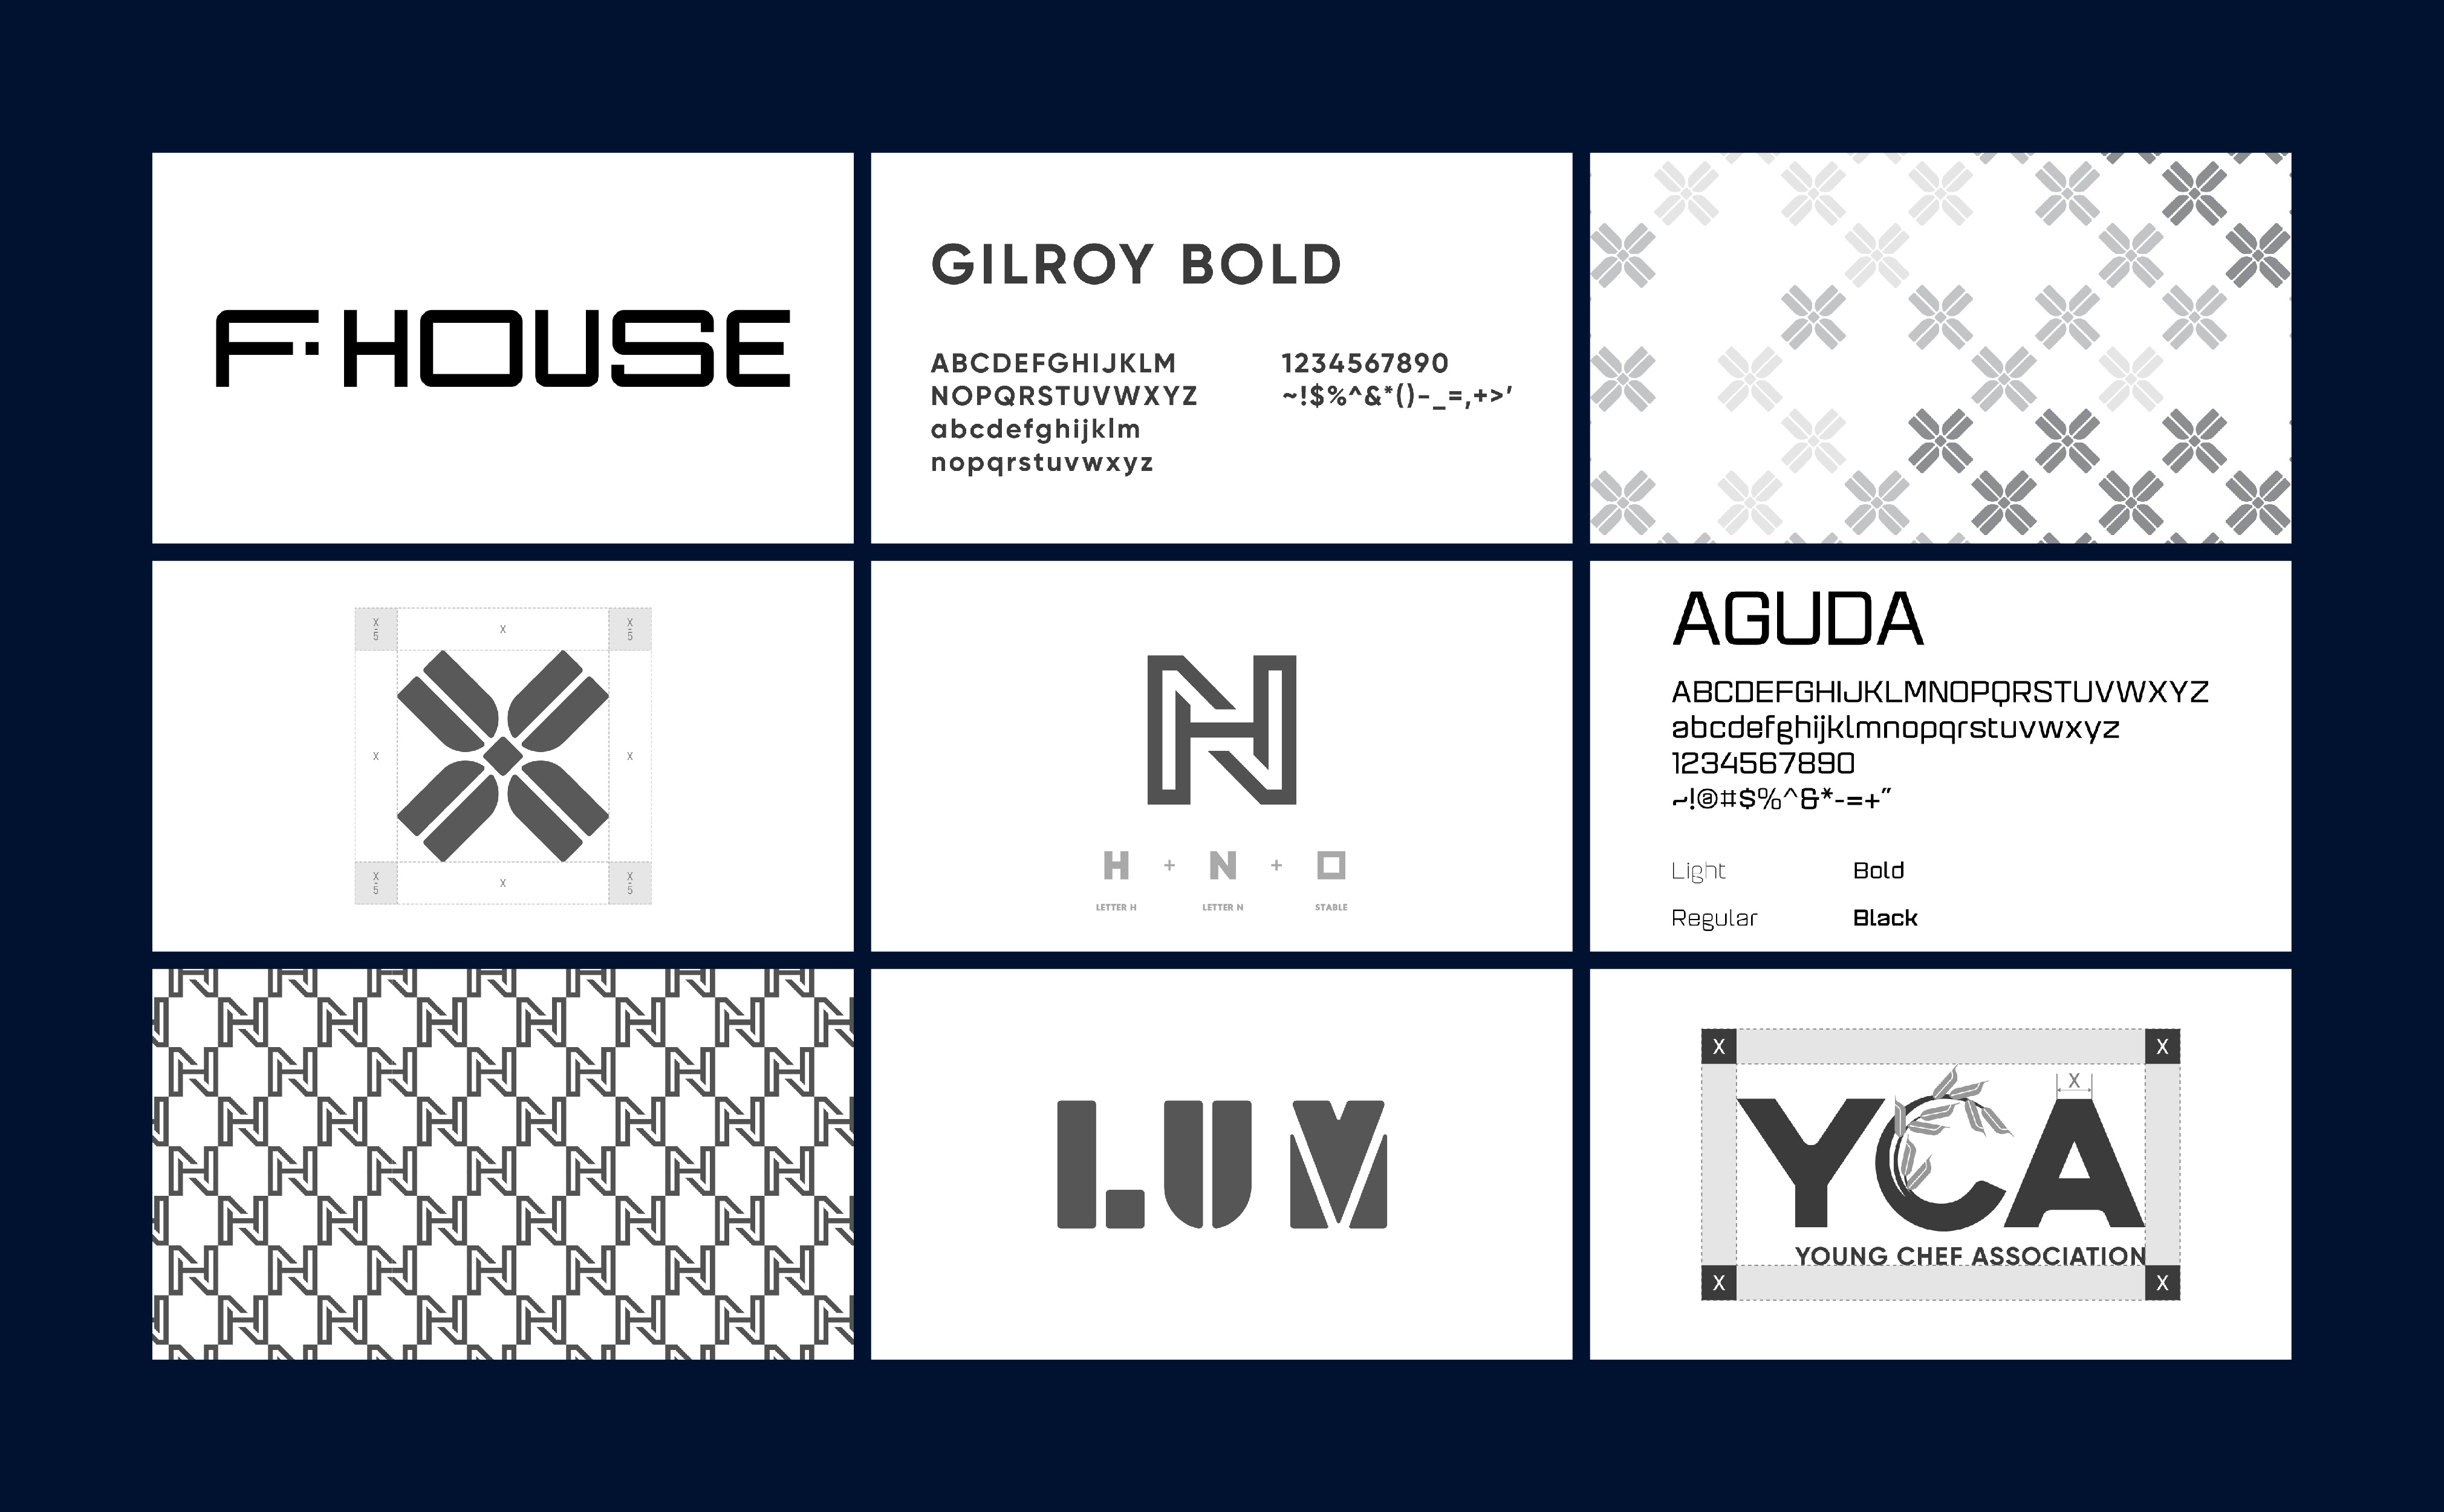 F·HOUSE
GILROY BOLD
ABCDEFGHIJKLM
NOPQRSTUVWXYZ
abcdefghijklm
nopqrstuvwxyz
1234567890
~!$%^&*()-_=,+>'
X
5
X
X
5
X
X
X
5
X
X
5
N
H + N +
LETTER H
LETTER N
STABLE
AGUDA
ABCDEFGHIJKLMNOPQRSTUVWXYZ
abcdefghijklmnopqrstuvwxyz
1234567890
~!@#$%^&*-=+"
Light
Bold
Regular
Black
LUM
X
X
X
YCA
YOUNG CHEF ASSOCIATION
X
X